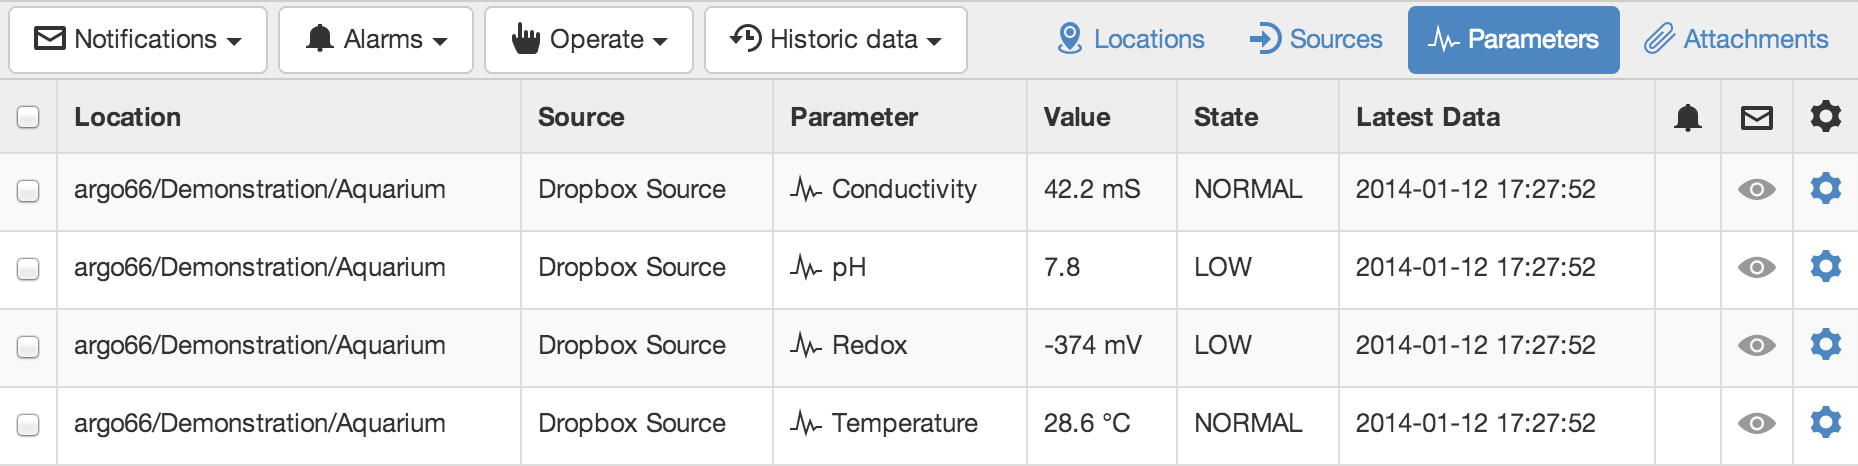 Notifications Alarms Operate Historic data Locations Sources Parameters Attachments
Location Source Parameter Value State Latest Data
argo66/Demonstration/Aquarium Dropbox Source Conductivity 42.2 mS NORMAL 2014-01-12 17:27:52
argo66/Demonstration/Aquarium Dropbox Source pH 7.8 LOW 2014-01-12 17:27:52
argo66/Demonstration/Aquarium Dropbox Source Redox -374 mV LOW 2014-01-12 17:27:52
argo66/Demonstration/Aquarium Dropbox Source Temperature 28.6 °C NORMAL 2014-01-12 17:27:52